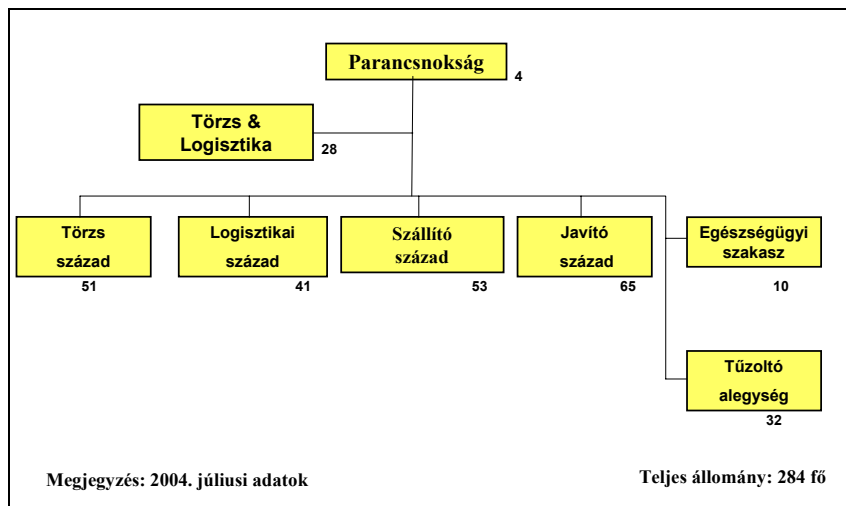 Parancsnokság
4
Törzs &
Logisztika
28
Törzs
század
51
Logisztikai
század
41
Szállító
század
53
Javító
század
65
Egészségügyi
szakasz
10
Tűzoltó
alegység
32
Megjegyzés: 2004. júliusi adatok
Teljes állomány: 284 fő